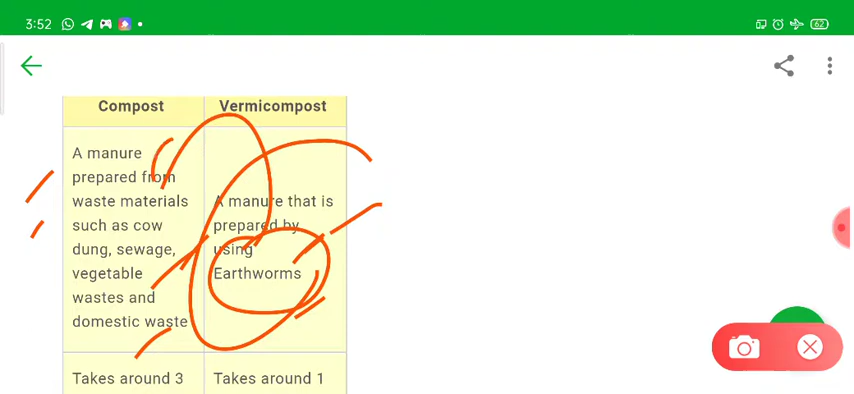 3:52
62
Compost
Vermicompost
A manure
prepared from
waste materials
such as cow
dung, sewage,
vegetable
wastes and
domestic waste
A manure that is
prepared by
using
Earthworms
Takes around 3
Takes around 1